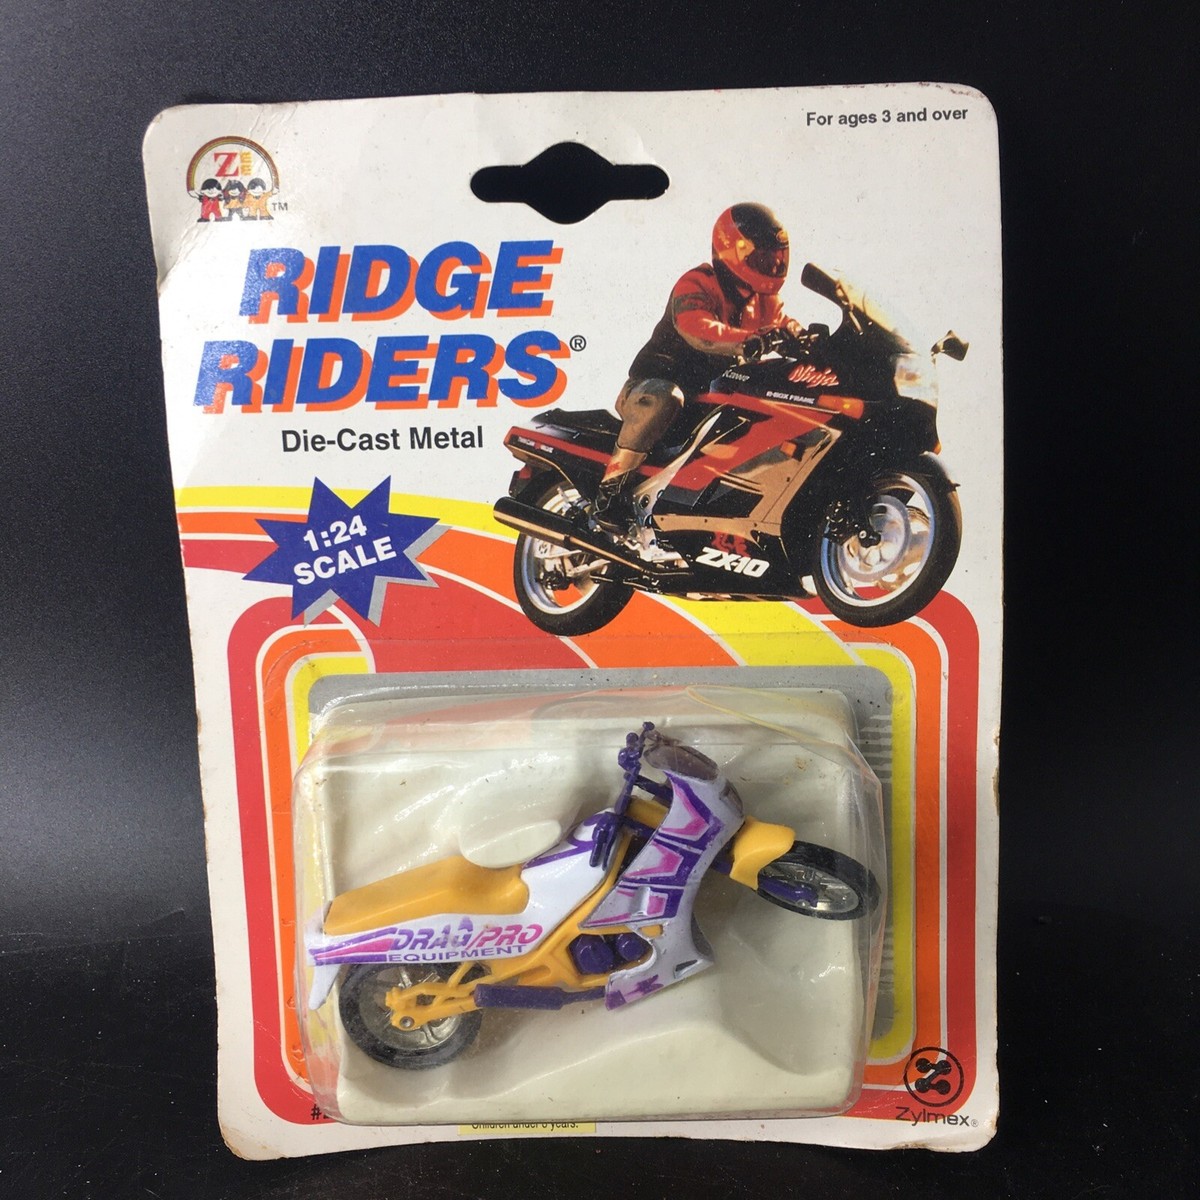 For ages 3 and over
ZEE
TM
RIDGE
RIDERS®
Die-Cast Metal
1:24
SCALE
Ninja
ZX-10
DRAG/PRO
EQUIPMENT
Zylmex®